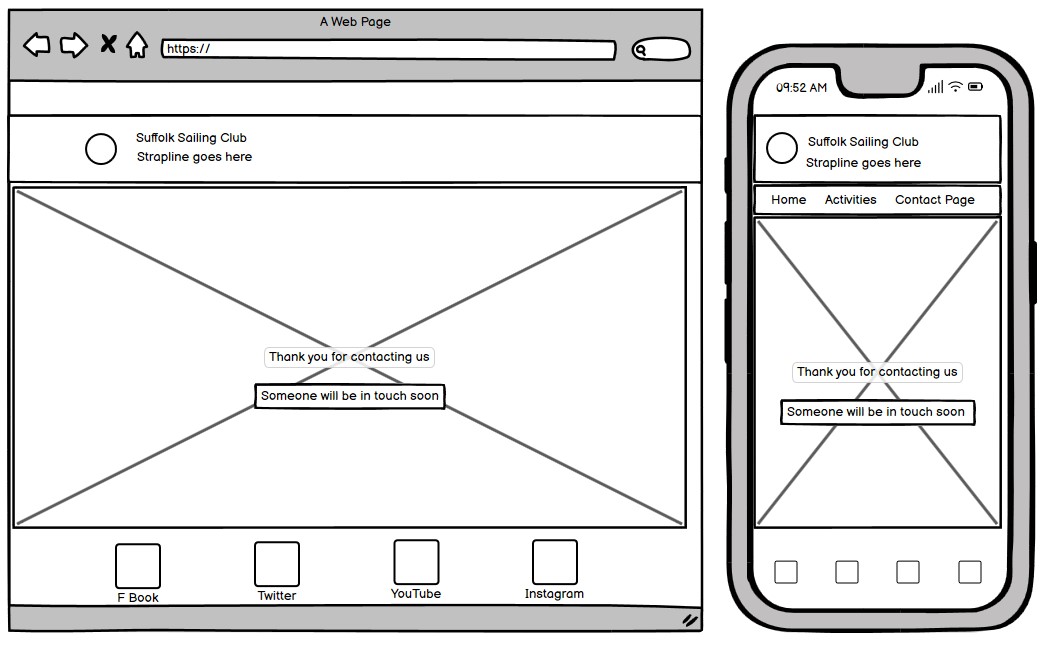 A Web Page
https://
Suffolk Sailing Club
Strapline goes here
Thank you for contacting us
Someone will be in touch soon
F Book
Twitter
YouTube
Instagram
09:52 AM
Suffolk Sailing Club
Strapline goes here
Home Activities Contact Page
Thank you for contacting us
Someone will be in touch soon